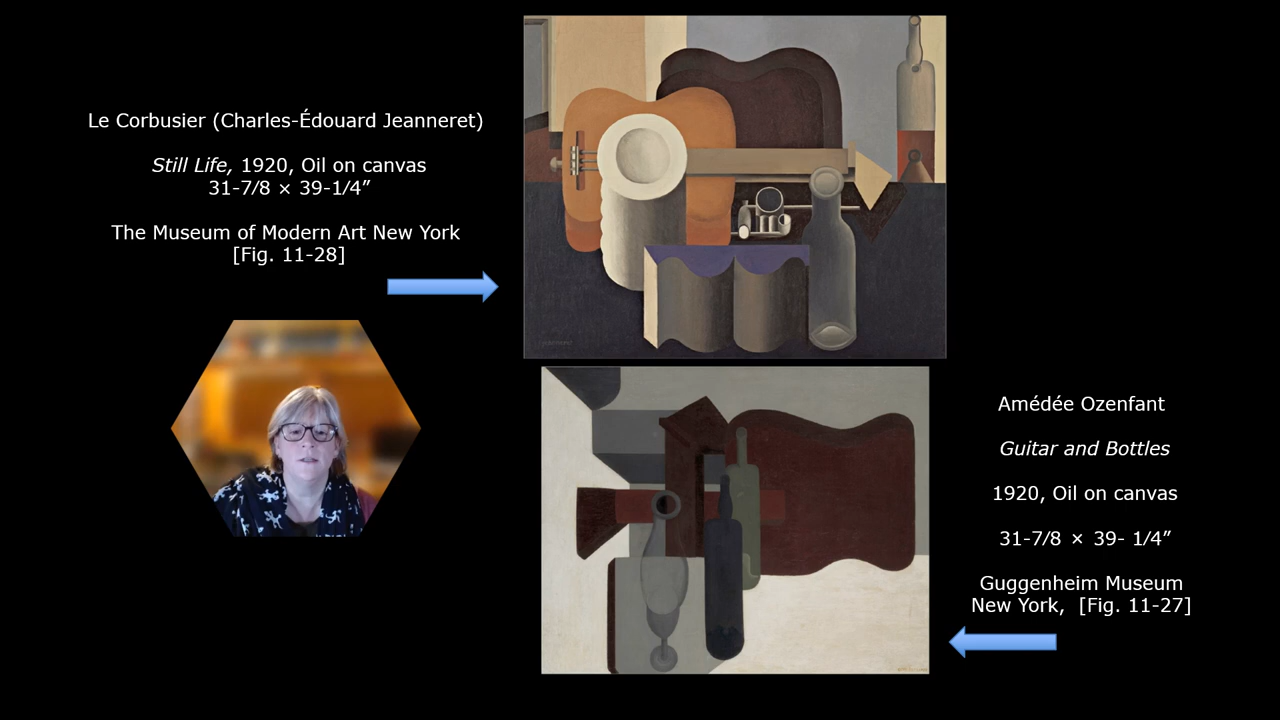 Le Corbusier (Charles-Édouard Jeanneret)
Still Life, 1920, Oil on canvas
31-7/8 × 39-1/4”
The Museum of Modern Art New York
[Fig. 11-28]
Amédée Ozenfant
Guitar and Bottles
1920, Oil on canvas
31-7/8 × 39- 1/4”
Guggenheim Museum
New York, [Fig. 11-27]